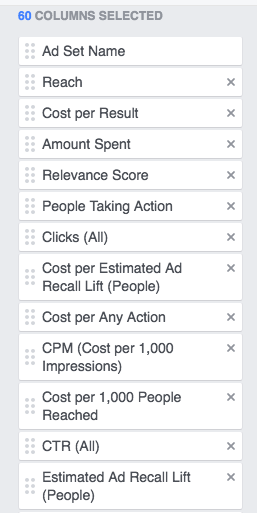 60 COLUMNS SELECTED
Ad Set Name
Reach
Cost per Result
Amount Spent
Relevance Score
People Taking Action
Clicks (All)
Cost per Estimated Ad
Recall Lift (People)
Cost per Any Action
CPM (Cost per 1,000
Impressions)
Cost per 1,000 People
Reached
CTR (All)
Estimated Ad Recall Lift
(People)